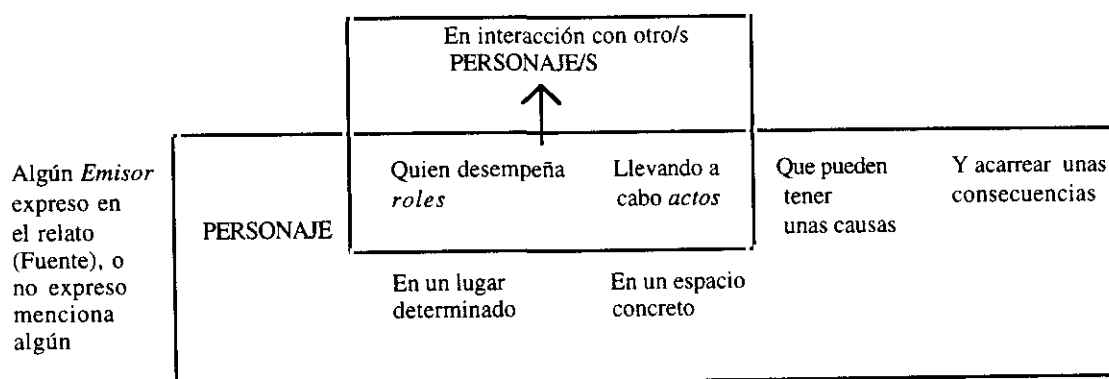 En interacción con otro/s
PERSONAJE/S
Algún Emisor
expreso en
el relato
(Fuente), o
no expreso
menciona
algún
PERSONAJE
Quien desempeña
roles
Llevando a
cabo actos
Que pueden
tener
unas causas
Y acarrear unas
consecuencias
En un lugar
determinado
En un espacio
concreto